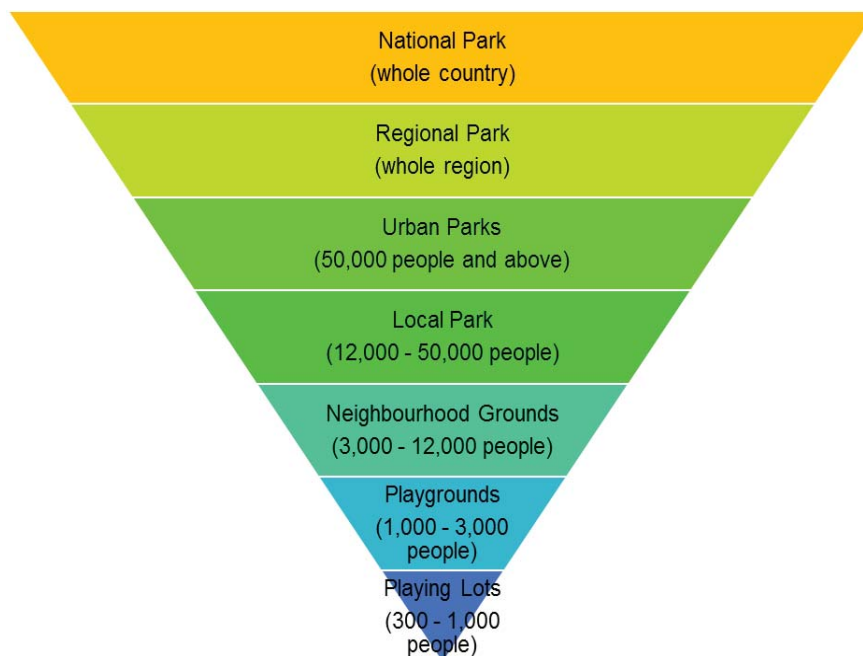 National Park
(whole country)
Regional Park
(whole region)
Urban Parks
(50,000 people and above)
Local Park
(12,000 - 50,000 people)
Neighbourhood Grounds
(3,000 - 12,000 people)
Playgrounds
(1,000 - 3,000
people)
Playing Lots
(300 - 1,000
people)